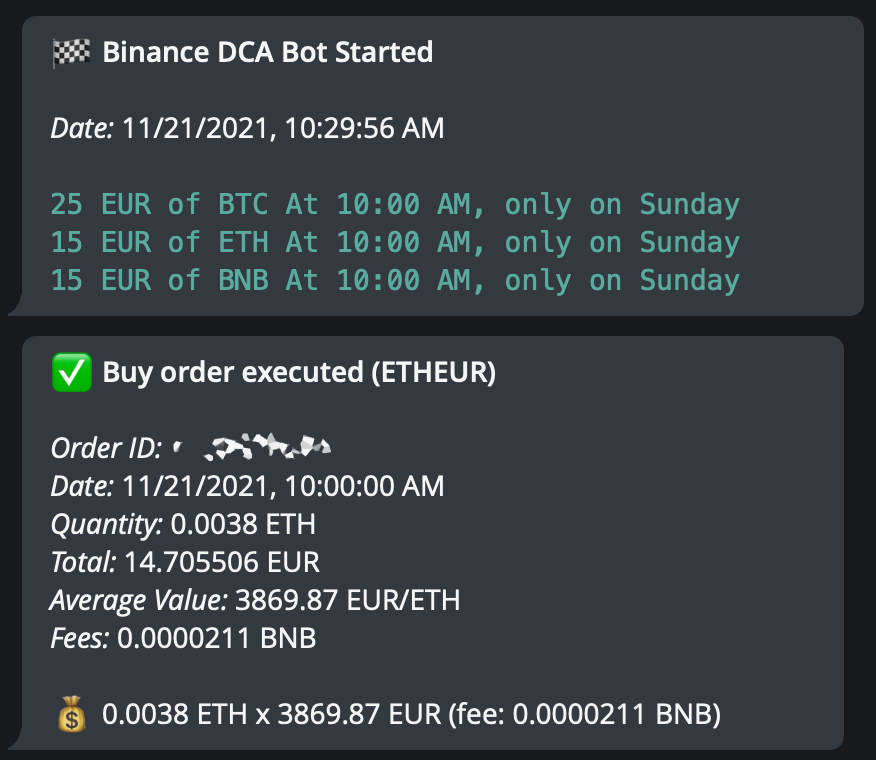 🏁 Binance DCA Bot Started
Date: 11/21/2021, 10:29:56 AM
25 EUR of BTC At 10:00 AM, only on Sunday
15 EUR of ETH At 10:00 AM, only on Sunday
15 EUR of BNB At 10:00 AM, only on Sunday
✅ Buy order executed (ETHEUR)
Order ID:
Date: 11/21/2021, 10:00:00 AM
Quantity: 0.0038 ETH
Total: 14.705506 EUR
Average Value: 3869.87 EUR/ETH
Fees: 0.0000211 BNB
💰 0.0038 ETH x 3869.87 EUR (fee: 0.0000211 BNB)